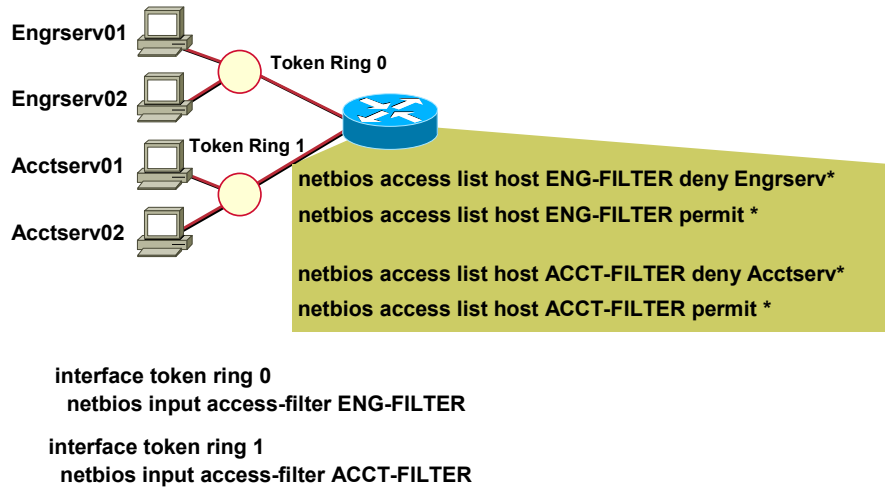 Engrserv01
Token Ring 0
Engrserv02
Token Ring 1
Acctserv01
Acctserv02
netbios access list host ENG-FILTER deny Engrserv*
netbios access list host ENG-FILTER permit *
netbios access list host ACCT-FILTER deny Acctserv*
netbios access list host ACCT-FILTER permit *
interface token ring 0
netbios input access-filter ENG-FILTER
interface token ring 1
netbios input access-filter ACCT-FILTER